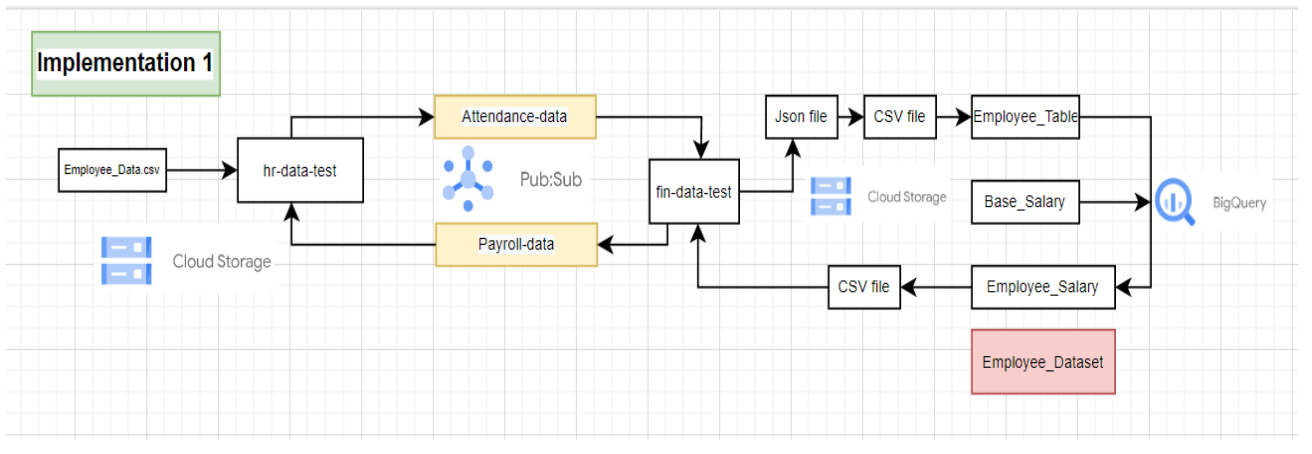 Implementation 1
Attendance-data
Json file
CSV file
Employee_Table
Employee_Data.csv
hr-data-test
Pub:Sub
fin-data-test
Cloud Storage
Base_Salary
BigQuery
Payroll-data
Cloud Storage
CSV file
Employee_Salary
Employee_Dataset